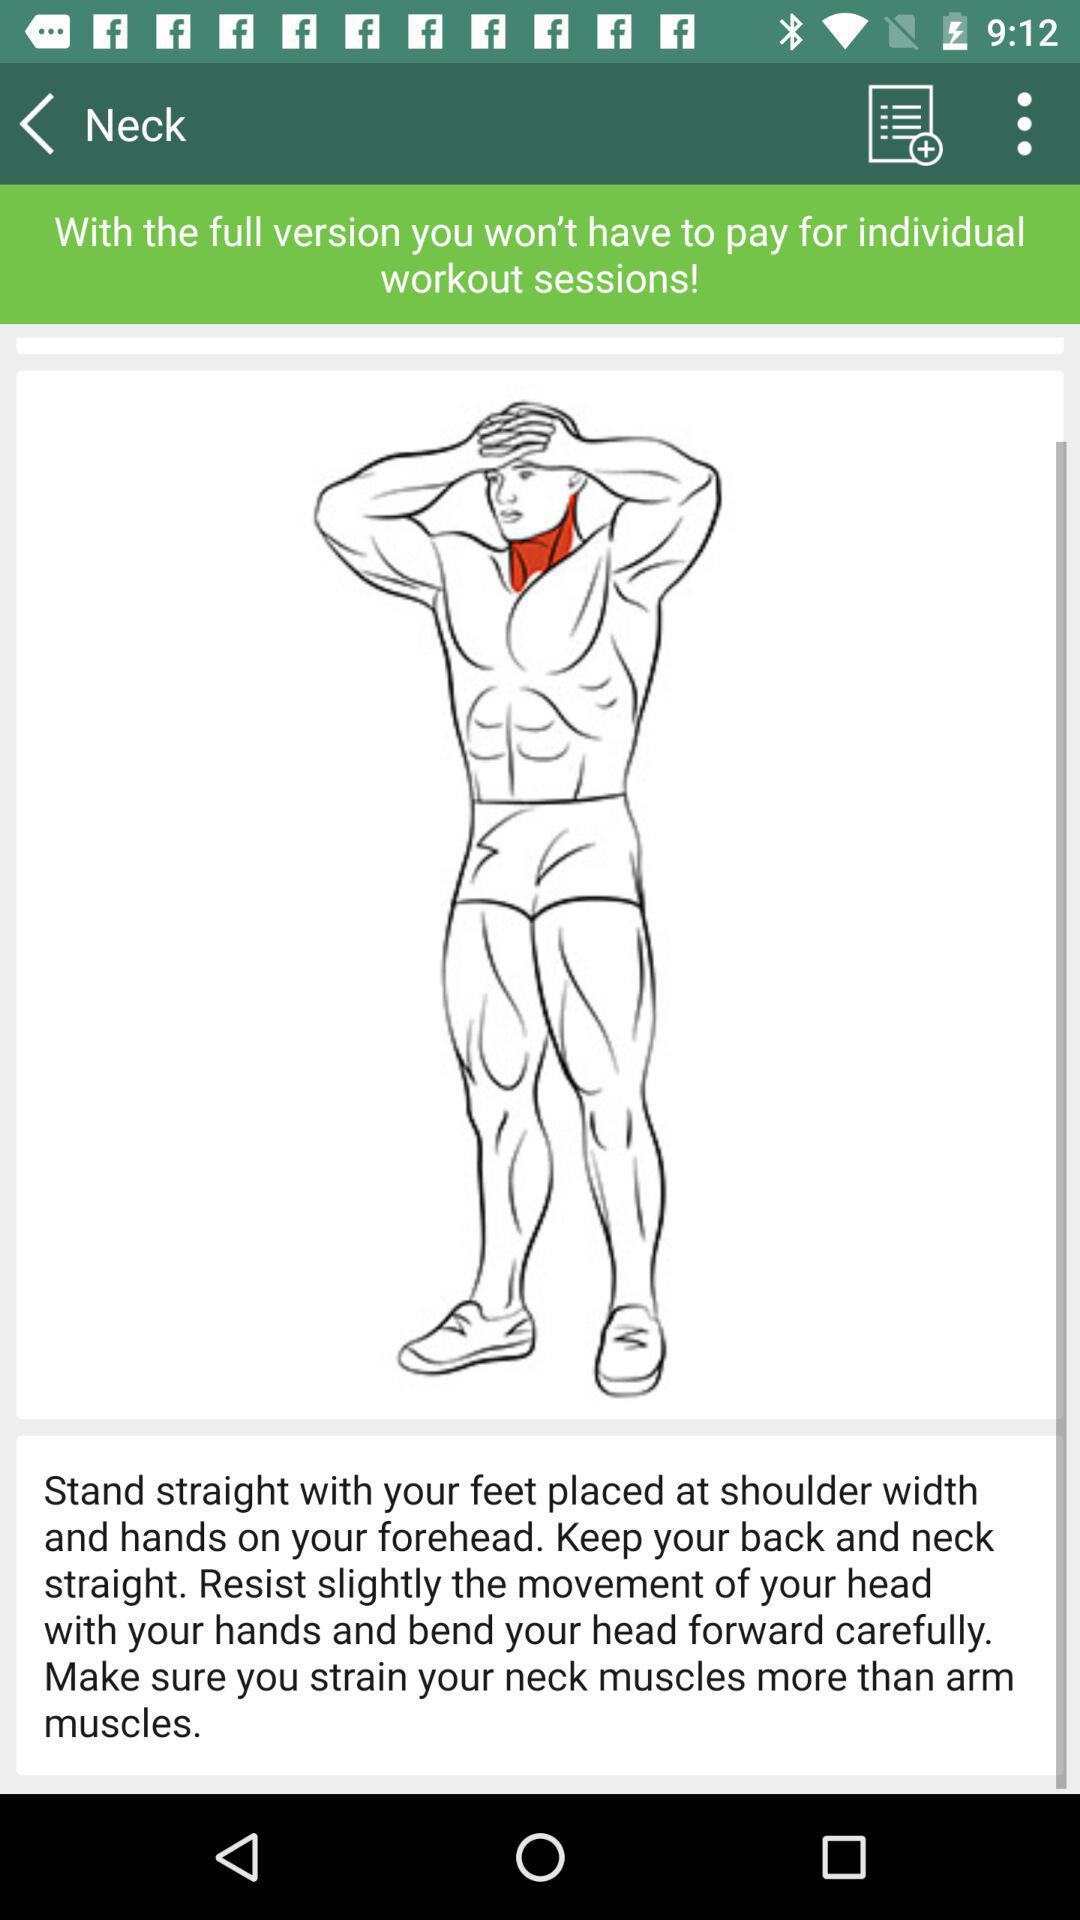 9:12
Neck
With the full version you won’t have to pay for individual
workout sessions!
Stand straight with your feet placed at shoulder width
and hands on your forehead. Keep your back and neck
straight. Resist slightly the movement of your head
with your hands and bend your head forward carefully.
Make sure you strain your neck muscles more than arm
muscles.